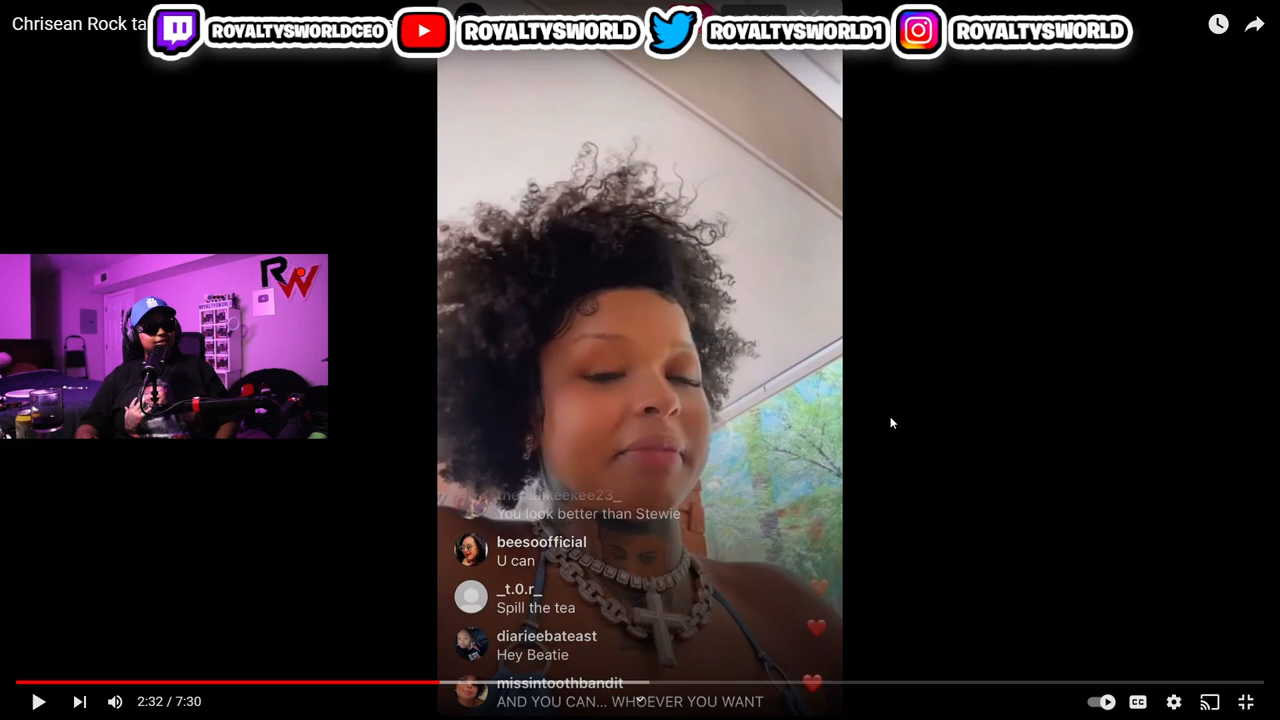 Chrisean Rock ta
ROYALTYSWORLDCEO
ROYALTYSWORLD
ROYALTYSWORLD1
ROYALTYSWORLD
RW
You look better than Stewie
beesoofficial
U can
_t.0.r_
Spill the tea
diarieebateast
Hey Beatie
missintoothbandit
AND YOU CAN... WHOEVER YOU WANT
2:32 / 7:30
CC